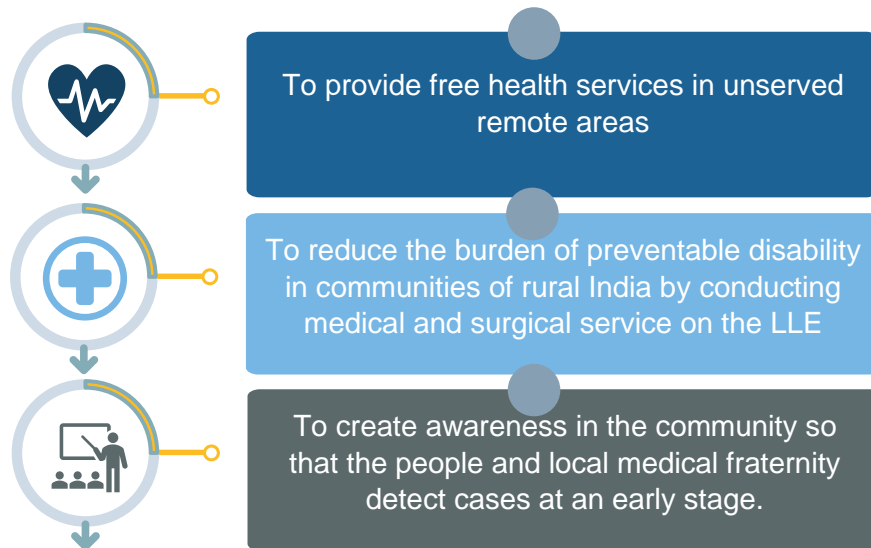 To provide free health services in unserved
remote areas
To reduce the burden of preventable disability
in communities of rural India by conducting
medical and surgical service on the LLE
To create awareness in the community so
that the people and local medical fraternity
detect cases at an early stage.